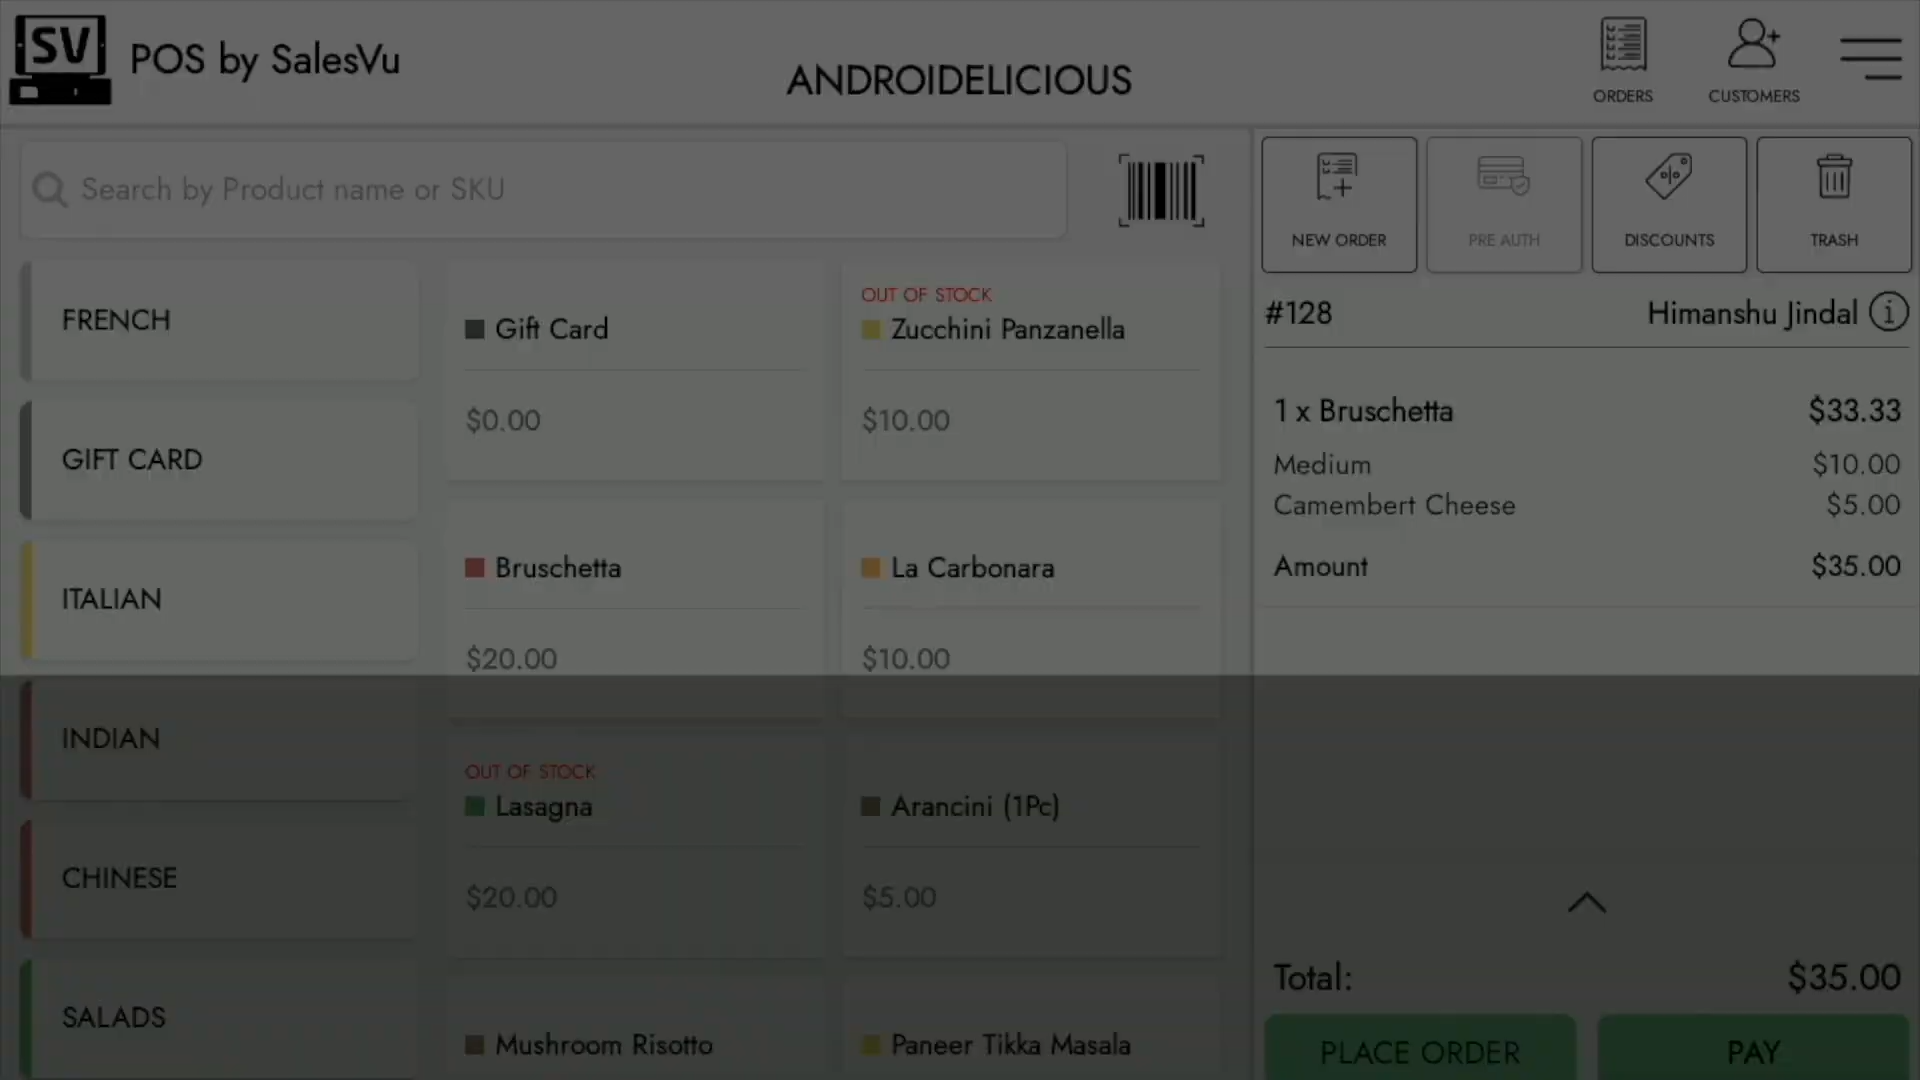 SV
POS by SalesVu
ANDROIDELICIOUS
ORDERS
CUSTOMERS
Search by Product name or SKU
NEW ORDER
PRE AUTH
DISCOUNTS
TRASH
FRENCH
GIFT CARD
ITALIAN
INDIAN
CHINESE
SALADS
Gift Card
$0.00
OUT OF STOCK
Zucchini Panzanella
$10.00
Bruschetta
$20.00
La Carbonara
$10.00
OUT OF STOCK
Lasagna
$20.00
Arancini (1Pc)
$5.00
Mushroom Risotto
Paneer Tikka Masala
#128 Himanshu Jindal
1 x Bruschetta $33.33
Medium $10.00
Camembert Cheese $5.00
Amount $35.00
Total: $35.00
PLACE ORDER
PAY